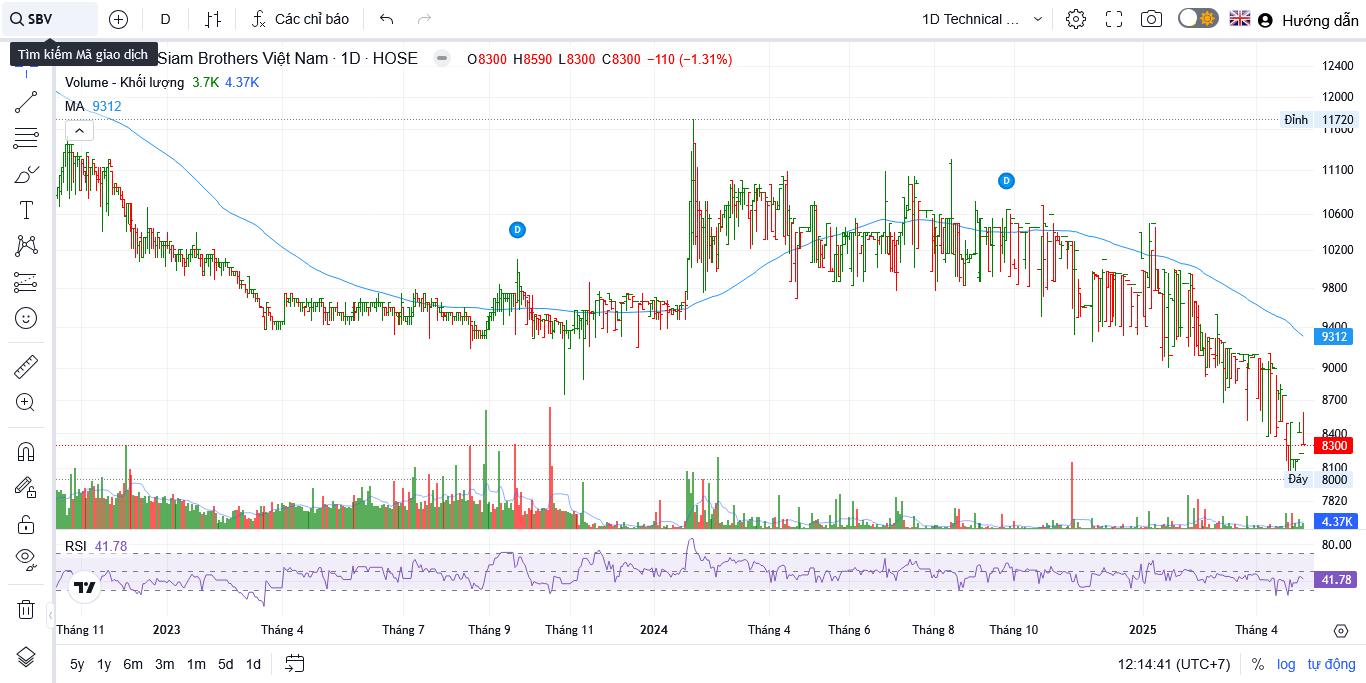 SBV
D
Các chỉ báo
1D Technical ...
Hướng dẫn
Tìm kiếm Mã giao dịch
Siam Brothers Việt Nam · 1D · HOSE
O8300 H8590 L8300 C8300 −110 (−1.31%)
Volume - Khối lượng 3.7K 4.37K
MA 9312
12400
12000
Đỉnh 11720
11600
11100
10600
10200
9800
9400
9312
9000
8700
8400
8300
8100
Đáy 8000
7820
4.37K
D
D
RSI 41.78
80.00
41.78
Tháng 11 2023 Tháng 4 Tháng 7 Tháng 9 Tháng 11 2024 Tháng 4 Tháng 6 Tháng 8 Tháng 10 2025 Tháng 4
5y 1y 6m 3m 1m 5d 1d
12:14:41 (UTC+7) % log tự động